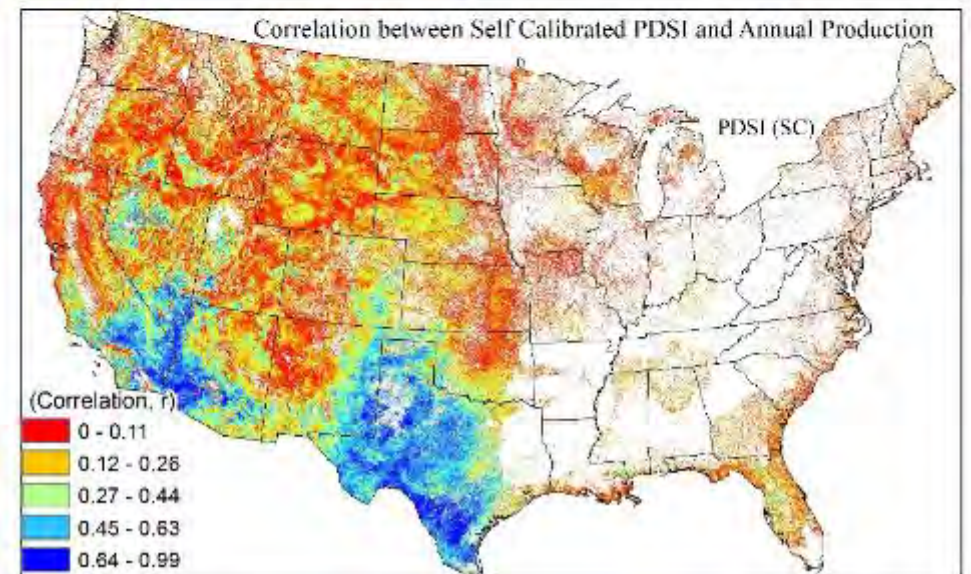 Correlation between Self Calibrated PDSI and Annual Production
PDSI (SC)
(Correlation, r)
0 - 0.11
0.12 - 0.26
0.27 - 0.44
0.45 - 0.63
0.64 - 0.99